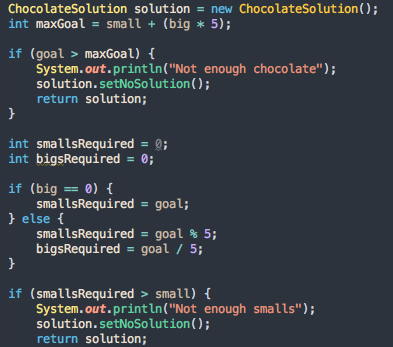 ChocolateSolution solution = new ChocolateSolution();
int maxGoal = small + (big * 5);
if (goal > maxGoal) {
System.out.println("Not enough chocolate");
solution.setNoSolution();
return solution;
}
int smallsRequired = 0;
int bigsRequired = 0;
if (big == 0) {
smallsRequired = goal;
} else {
smallsRequired = goal % 5;
bigsRequired = goal / 5;
}
if (smallsRequired > small) {
System.out.println("Not enough smalls");
solution.setNoSolution();
return solution;